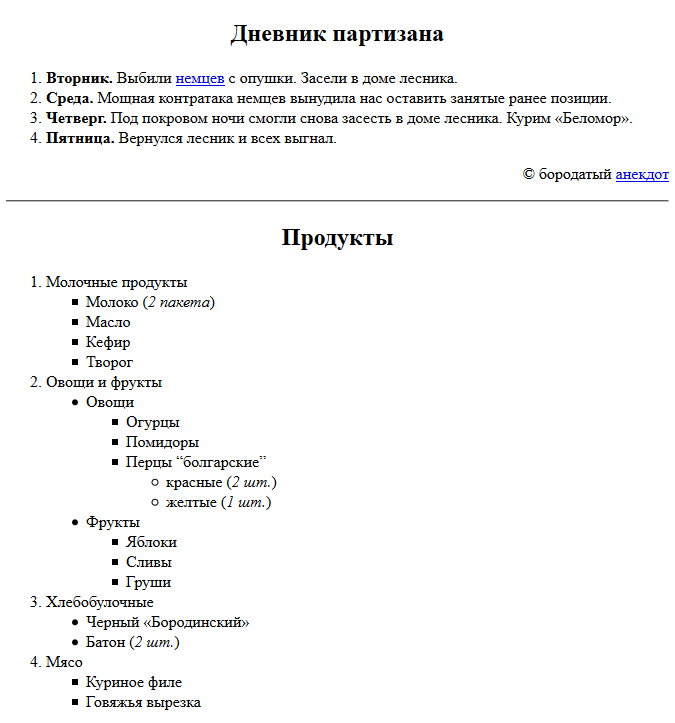 Дневник партизана
1. Вторник. Выбили немцев с опушки. Засели в доме лесника.
2. Среда. Мощная контратака немцев вынудила нас оставить занятые ранее позиции.
3. Четверг. Под покровом ночи смогли снова засесть в доме лесника. Курим «Беломор».
4. Пятница. Вернулся лесник и всех выгнал.
© бородатый анекдот
Продукты
1. Молочные продукты
Молоко (2 пакета)
Масло
Кефир
Творог
2. Овощи и фрукты
Овощи
Огурцы
Помидоры
Перцы “болгарские”
красные (2 шт.)
желтые (1 шт.)
Фрукты
Яблоки
Сливы
Груши
3. Хлебобулочные
Черный «Бородинский»
Батон (2 шт.)
4. Мясо
Куриное филе
Говяжья вырезка